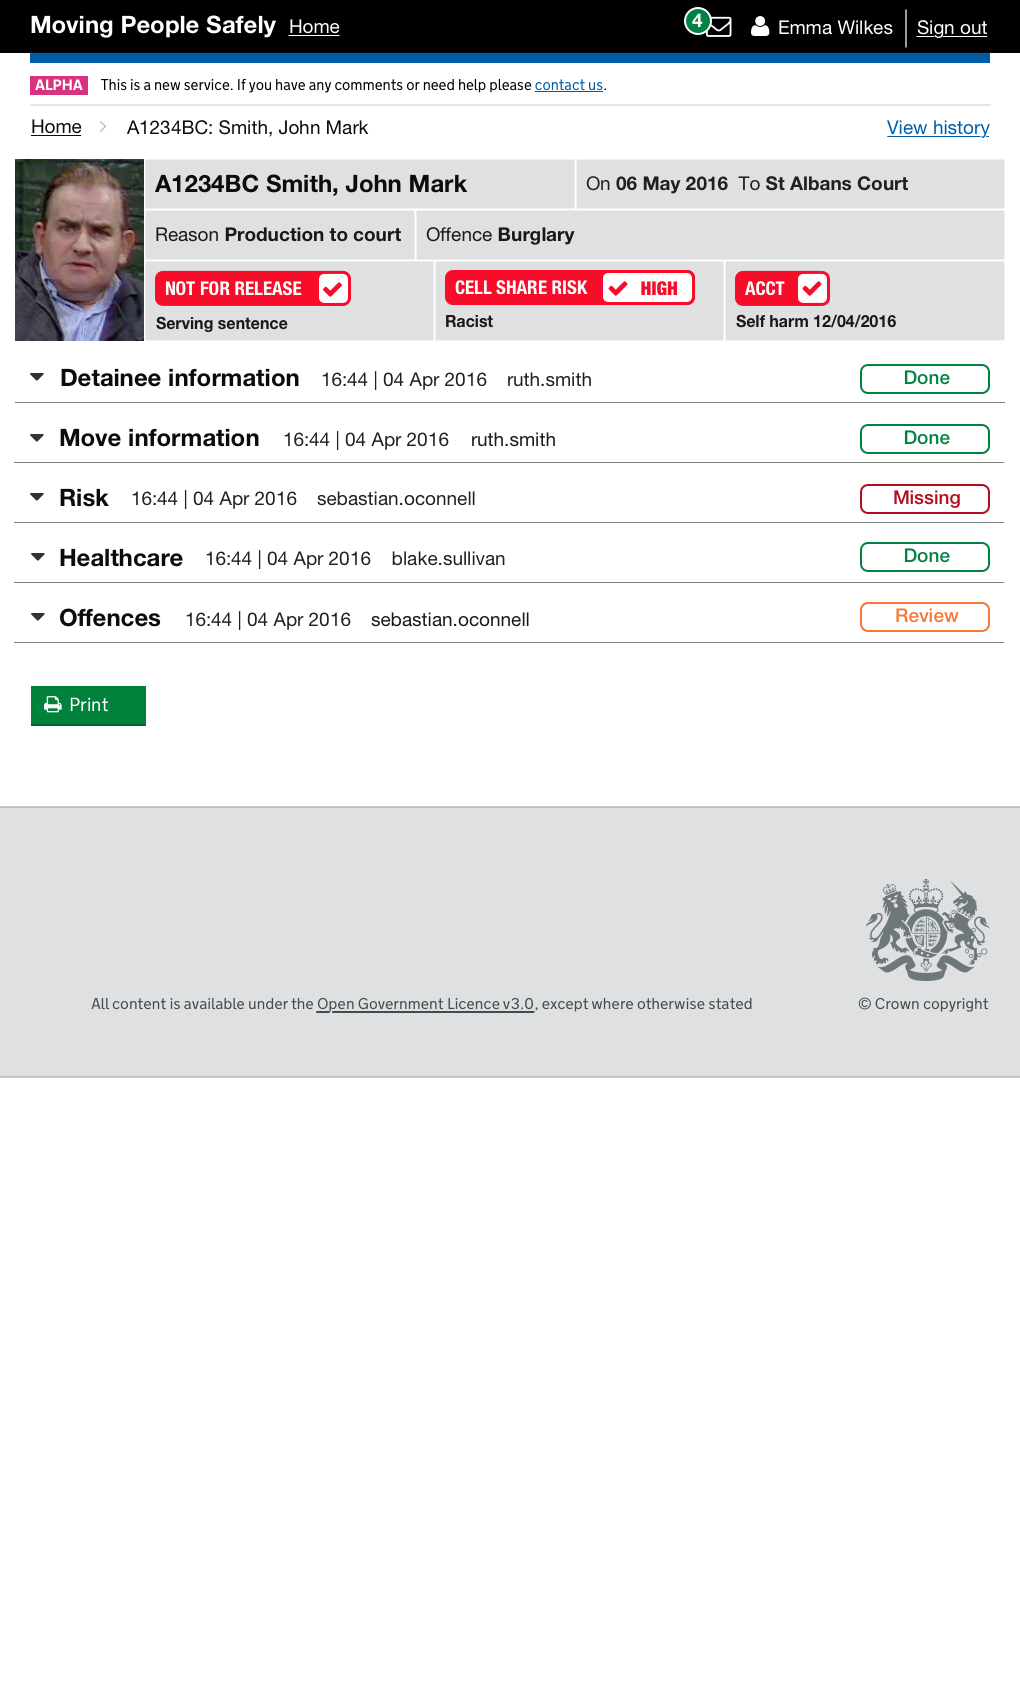 Moving People Safely Home 4 Emma Wilkes Sign out
ALPHA This is a new service. If you have any comments or need help please contact us.
Home A1234BC: Smith, John Mark View history
A1234BC Smith, John Mark On 06 May 2016 To St Albans Court
Reason Production to court Offence Burglary
NOT FOR RELEASE CELL SHARE RISK HIGH ACCT
Serving sentence Racist Self harm 12/04/2016
Detainee information 16:44 | 04 Apr 2016 ruth.smith Done
Move information 16:44 | 04 Apr 2016 ruth.smith Done
Risk 16:44 | 04 Apr 2016 sebastian.oconnell Missing
Healthcare 16:44 | 04 Apr 2016 blake.sullivan Done
Offences 16:44 | 04 Apr 2016 sebastian.oconnell Review
Print
All content is available under the Open Government Licence v3.0, except where otherwise stated © Crown copyright